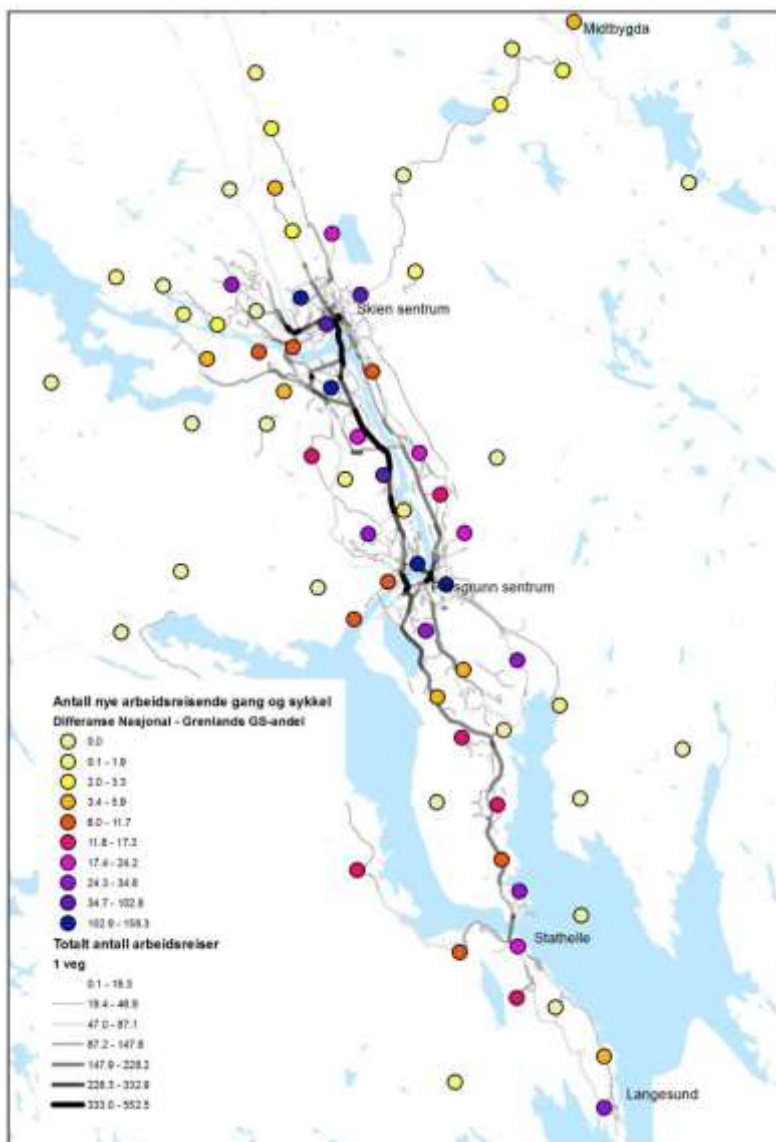 Midtbygda
Skien sentrum
Porsgrunn sentrum
Antall nye arbeidsreisende gang og sykkel
Differanse Nasjonal - Grenlands GS-andel
0.0
0.1 - 1.9
2.0 - 3.3
3.4 - 5.9
6.0 - 11.7
11.8 - 17.3
17.4 - 24.2
24.3 - 34.6
34.7 - 102.8
102.9 - 158.3
Stathelle
Totalt antall arbeidsreiser
1 veg
0.1 - 18.3
18.4 - 46.9
47.0 - 87.1
87.2 - 147.8
147.9 - 228.2
228.3 - 332.9
333.0 - 552.5
Langesund